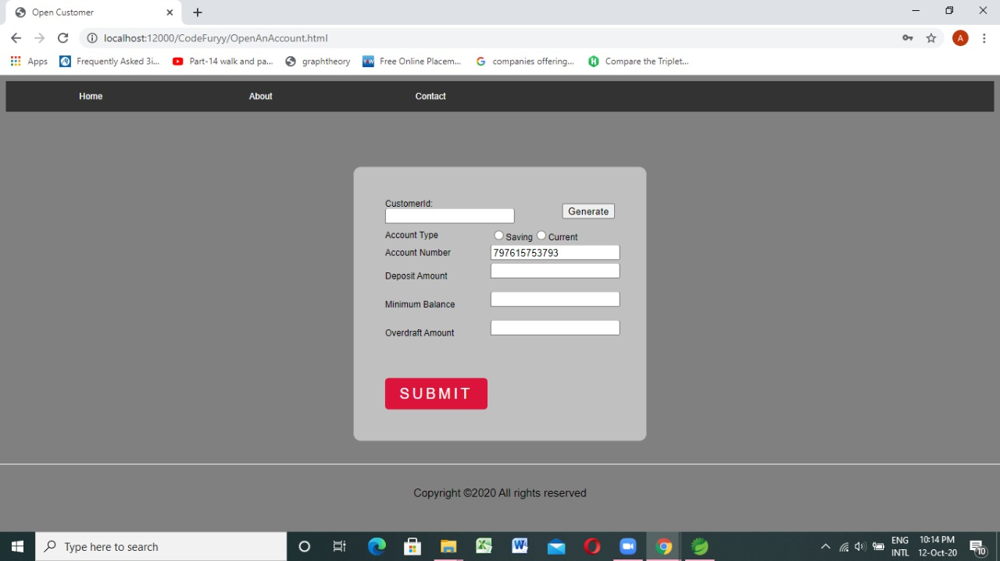 Open Customer
localhost:12000/CodeFuryy/OpenAnAccount.html
A
Apps
Frequently Asked 3i...
Part-14 walk and pa...
graphtheory
Free Online Placem...
companies offering...
Compare the Triplet...
Home About Contact
CustomerId:
Generate
Account Type Saving Current
Account Number 797615753793
Deposit Amount
Minimum Balance
Overdraft Amount
SUBMIT
Copyright ©2020 All rights reserved
Type here to search
ENG 10:14 PM
INTL 12-Oct-20
10